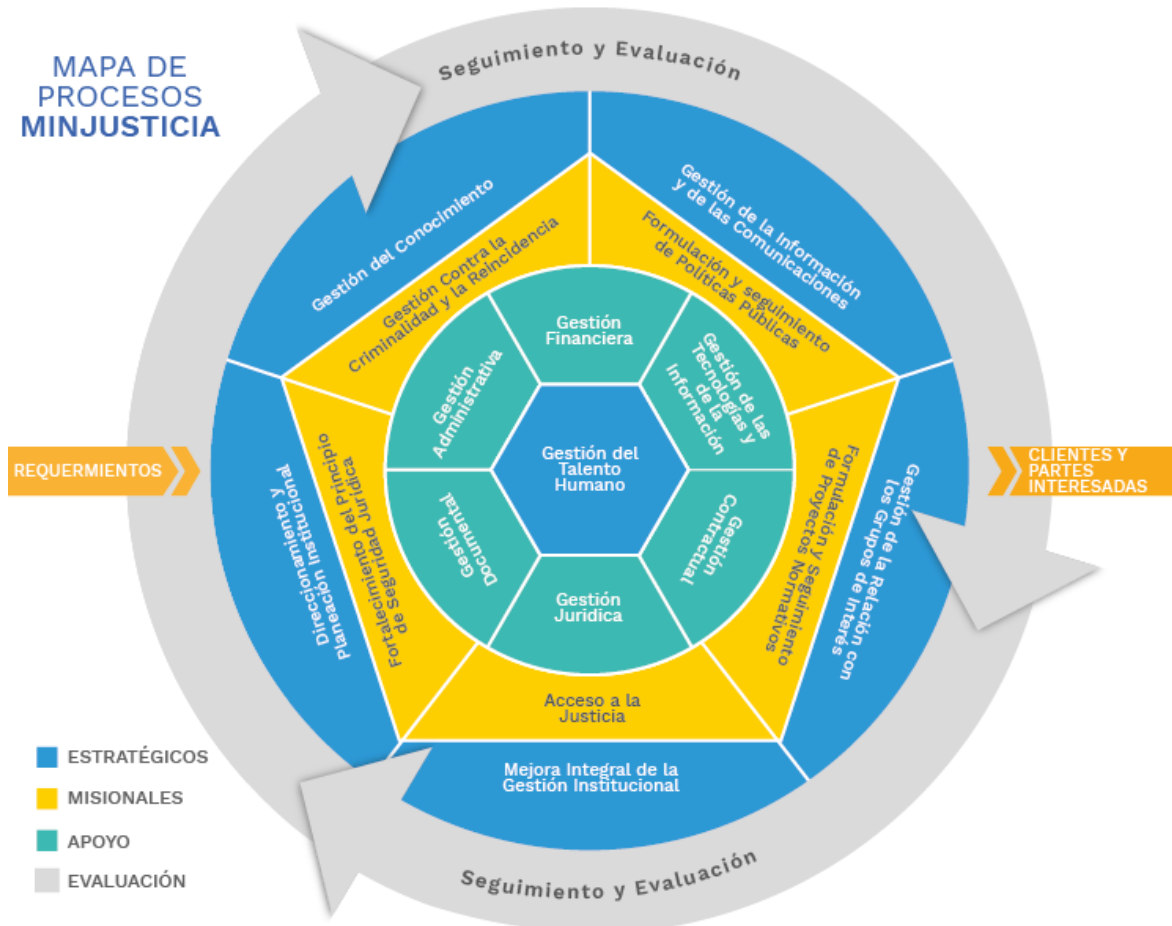 MAPA DE
PROCESOS
MINJUSTICIA
Seguimiento y Evaluación
Gestión del Conocimiento
Gestión de la Información
y de las Comunicaciones
Gestión Contra la
Criminalidad y la Reincidencia
Formulación y seguimiento
de Políticas Públicas
Gestión
Financiera
Gestión
Administrativa
Gestión de las
Tecnologías y
de la
Información
REQUERMIENTOS
Direccionamiento y
Planeación Institucional
Fortalecimiento del Principio
de Seguridad Jurídica
Gestión del
Talento
Humano
Formulación y Seguimiento
de Proyectos Normativos
Gestión de la Relación con
los Grupos de Interés
CLIENTES Y
PARTES
INTERESADAS
Gestión
Documental
Gestión
Contractual
Gestión
Juridica
Acceso a la
Justicia
Mejora Integral de la
Gestión Institucional
ESTRATÉGICOS
MISIONALES
APOYO
EVALUACIÓN
Seguimiento y Evaluación